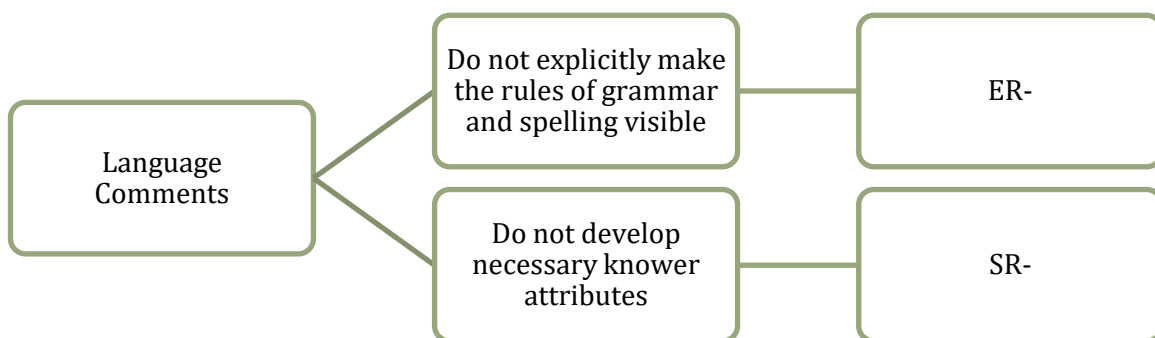 Language
Comments
Do not explicitly make
the rules of grammar
and spelling visible
ER-
Do not develop
necessary knower
attributes
SR-